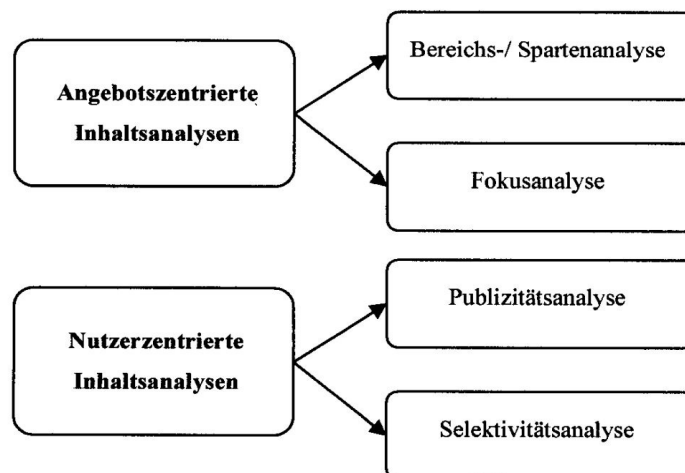 Angebotszentrierte
Inhaltsanalysen
Bereichs-/ Spartenanalyse
Fokusanalyse
Nutzerzentrierte
Inhaltsanalysen
Publizitätsanalyse
Selektivitätsanalyse